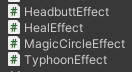 # HeadbuttEffect
# HealEffect
# MagicCircleEffect
# TyphoonEffect